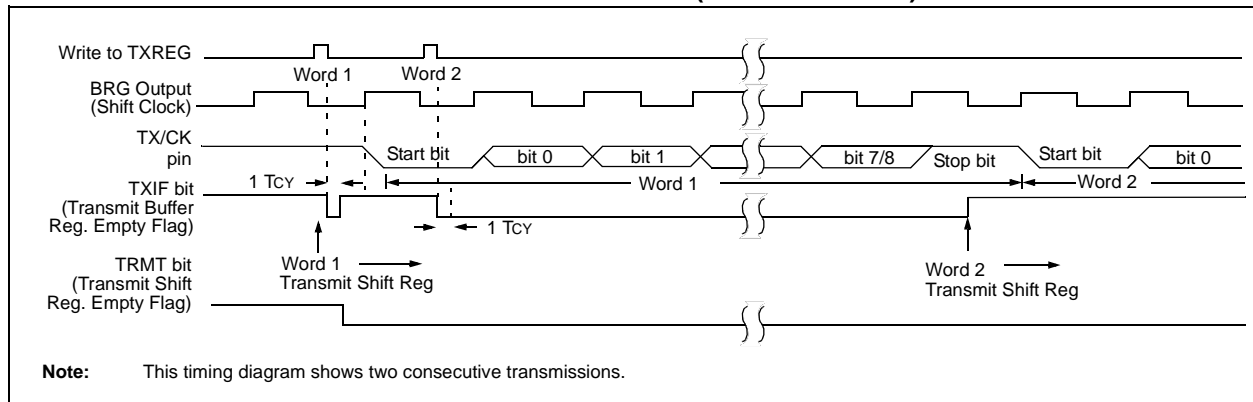 Write to TXREG
Word 1
Word 2
BRG Output
(Shift Clock)
TX/CK
pin
Start bit
bit 0
bit 1
bit 7/8
Stop bit
Start bit
bit 0
1 TCY
Word 1
Word 2
TXIF bit
(Transmit Buffer
Reg. Empty Flag)
1 TCY
Word 1
Transmit Shift Reg
Word 2
Transmit Shift Reg
TRMT bit
(Transmit Shift
Reg. Empty Flag)
Note: This timing diagram shows two consecutive transmissions.